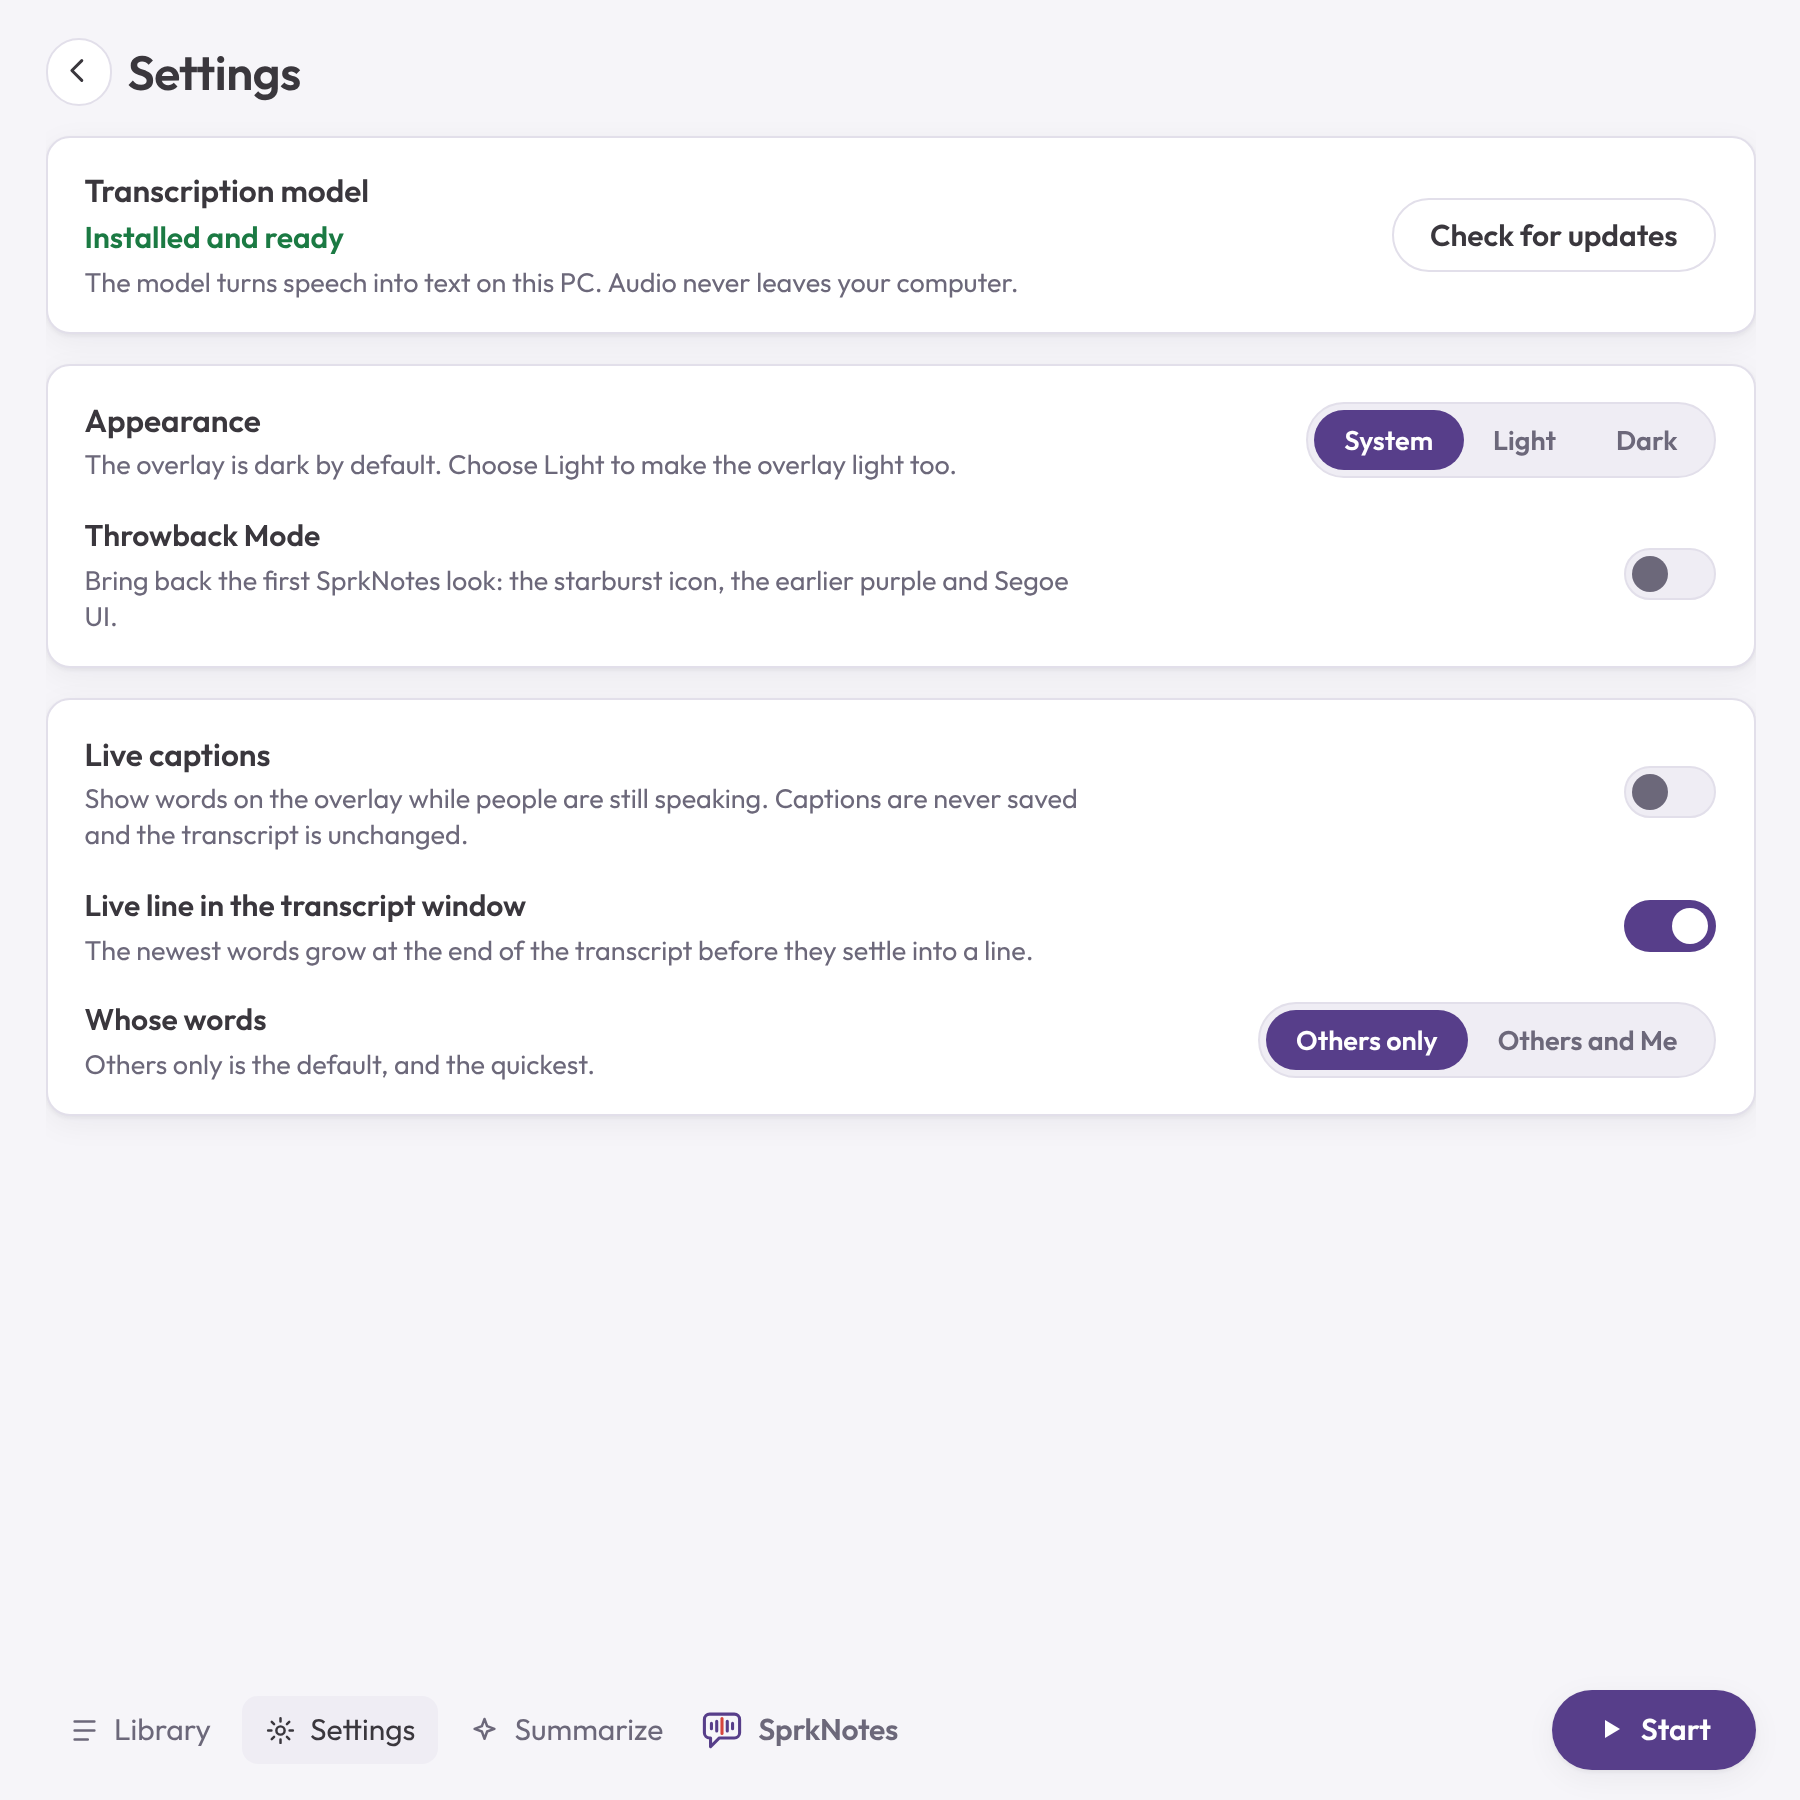 Settings
Transcription model
Installed and ready
The model turns speech into text on this PC. Audio never leaves your computer.
Check for updates
Appearance
The overlay is dark by default. Choose Light to make the overlay light too.
System Light Dark
Throwback Mode
Bring back the first SprkNotes look: the starburst icon, the earlier purple and Segoe
UI.
Live captions
Show words on the overlay while people are still speaking. Captions are never saved
and the transcript is unchanged.
Live line in the transcript window
The newest words grow at the end of the transcript before they settle into a line.
Whose words
Others only is the default, and the quickest.
Others only Others and Me
Library Settings Summarize SprkNotes Start